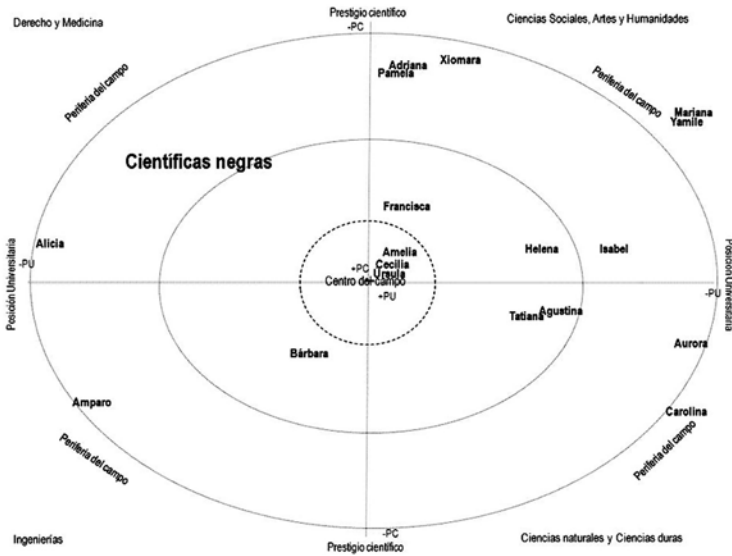 Prestigio científico
-PC
Derecho y Medicina
Ciencias Sociales, Artes y Humanidades
Periferia del campo
Periferia del campo
Xiomara
Adriana
Pamela
Mariana
Yamile
Científicas negras
Francisca
Posición Universitaria
-PU
Alicia
Amelia
Helena
Isabel
Cecilia
+PC
Úrsula
Centro del campo
+PU
Posición Universitaria
-PU
Tatiana
Agustina
Aurora
Bárbara
Amparo
Carolina
Periferia del campo
Periferia del campo
Ingenierías
-PC
Prestigio científico
Ciencias naturales y Ciencias duras